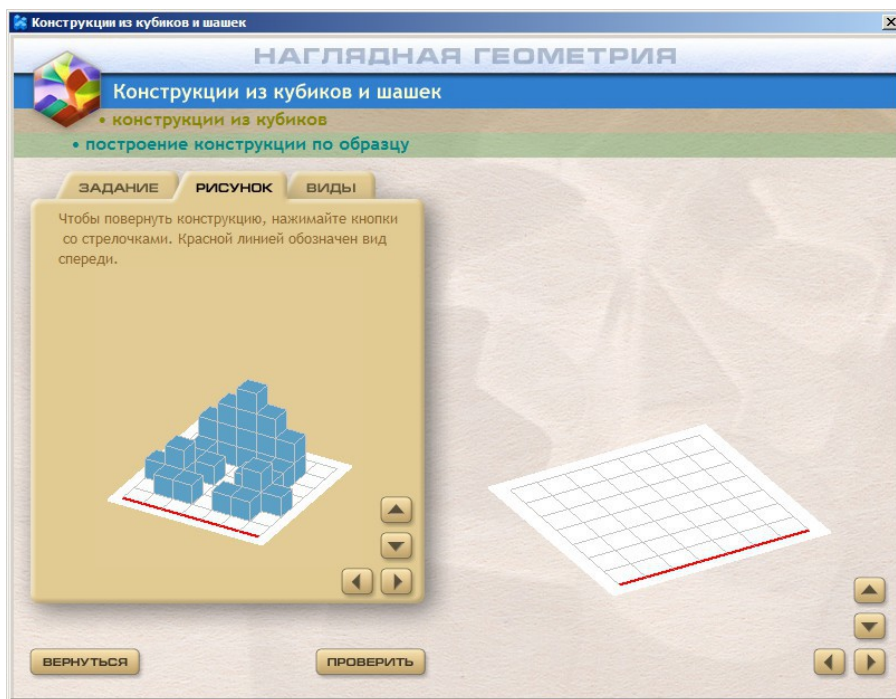 Конструкции из кубиков и шашек
НАГЛЯДНАЯ ГЕОМЕТРИЯ
Конструкции из кубиков и шашек
• конструкции из кубиков
• построение конструкции по образцу
ЗАДАНИЕ РИСУНОК ВИДЫ
Чтобы повернуть конструкцию, нажимайте кнопки
со стрелочками. Красной линией обозначен вид
спереди.
ВЕРНУТЬСЯ ПРОВЕРИТЬ